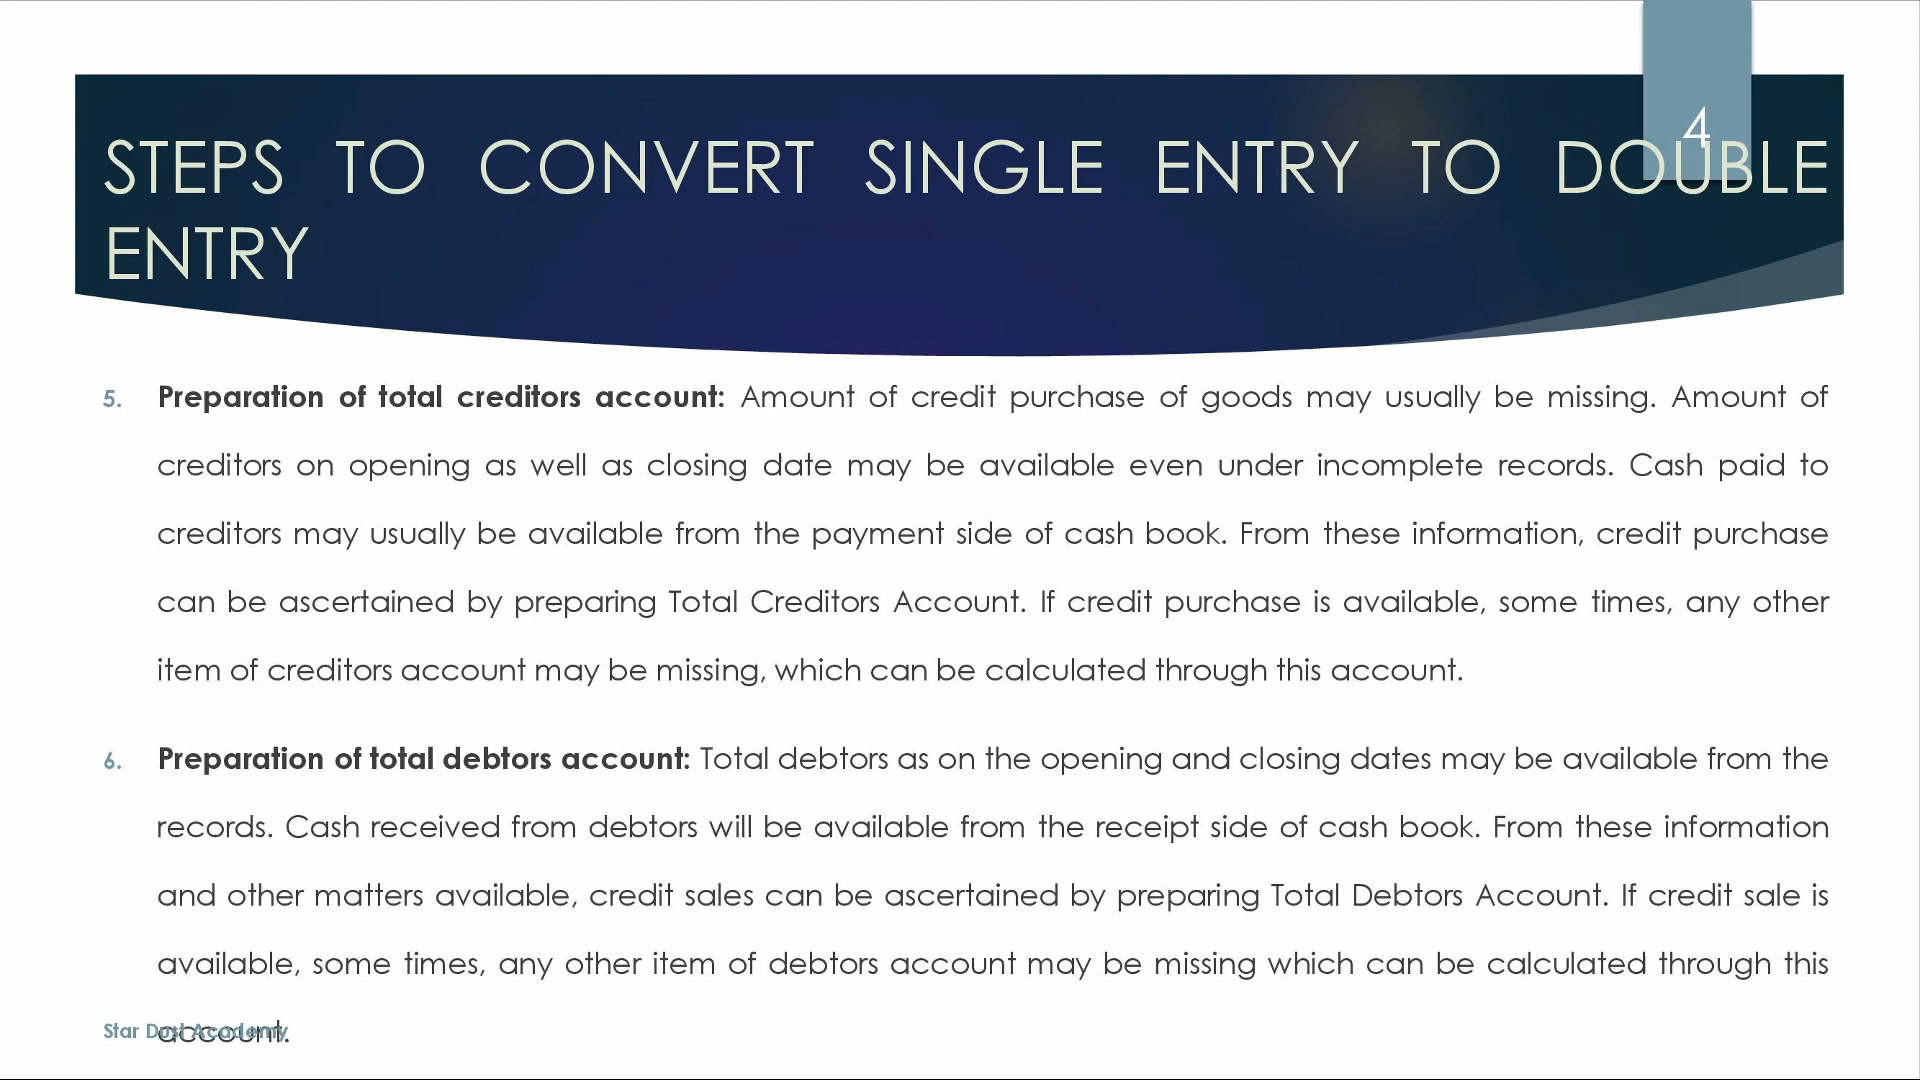 4
STEPS TO CONVERT SINGLE ENTRY TO DOUBLE
ENTRY
5. Preparation of total creditors account: Amount of credit purchase of goods may usually be missing. Amount of
creditors on opening as well as closing date may be available even under incomplete records. Cash paid to
creditors may usually be available from the payment side of cash book. From these information, credit purchase
can be ascertained by preparing Total Creditors Account. If credit purchase is available, some times, any other
item of creditors account may be missing, which can be calculated through this account.
6. Preparation of total debtors account: Total debtors as on the opening and closing dates may be available from the
records. Cash received from debtors will be available from the receipt side of cash book. From these information
and other matters available, credit sales can be ascertained by preparing Total Debtors Account. If credit sale is
available, some times, any other item of debtors account may be missing which can be calculated through this
account.
Star Dust Academy